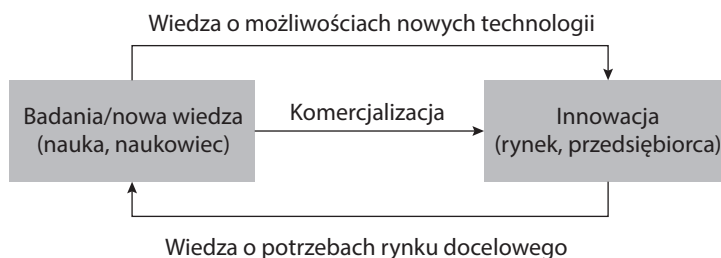 Wiedza o możliwościach nowych technologii
Badania/nowa wiedza
(nauka, naukowiec)
Komercjalizacja
Innowacja
(rynek, przedsiębiorca)
Wiedza o potrzebach rynku docelowego